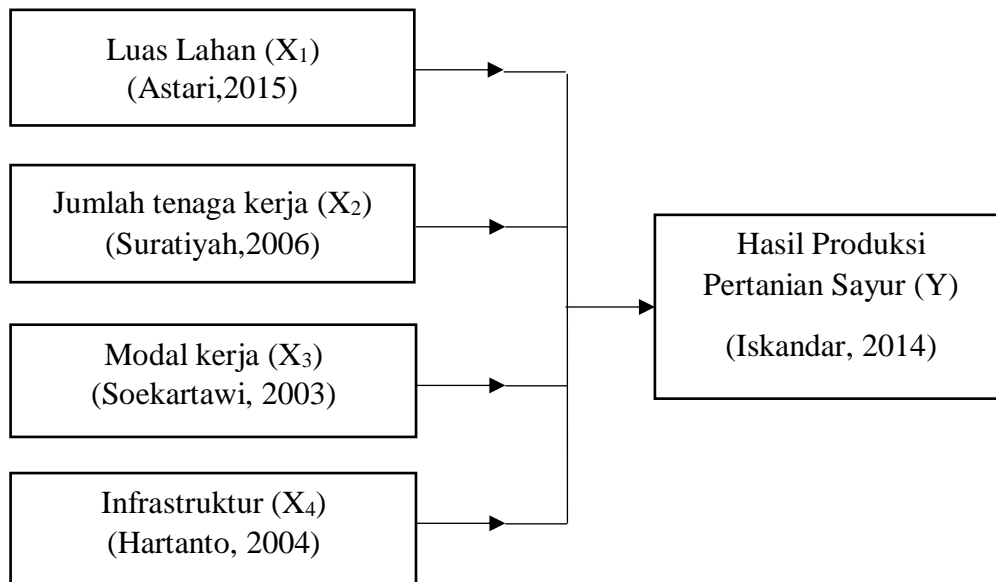 Luas Lahan (X₁)
(Astari,2015)
Jumlah tenaga kerja (X₂)
(Suratiyah,2006)
Modal kerja (X₃)
(Soekartawi, 2003)
Infrastruktur (X₄)
(Hartanto, 2004)
Hasil Produksi
Pertanian Sayur (Y)
(Iskandar, 2014)